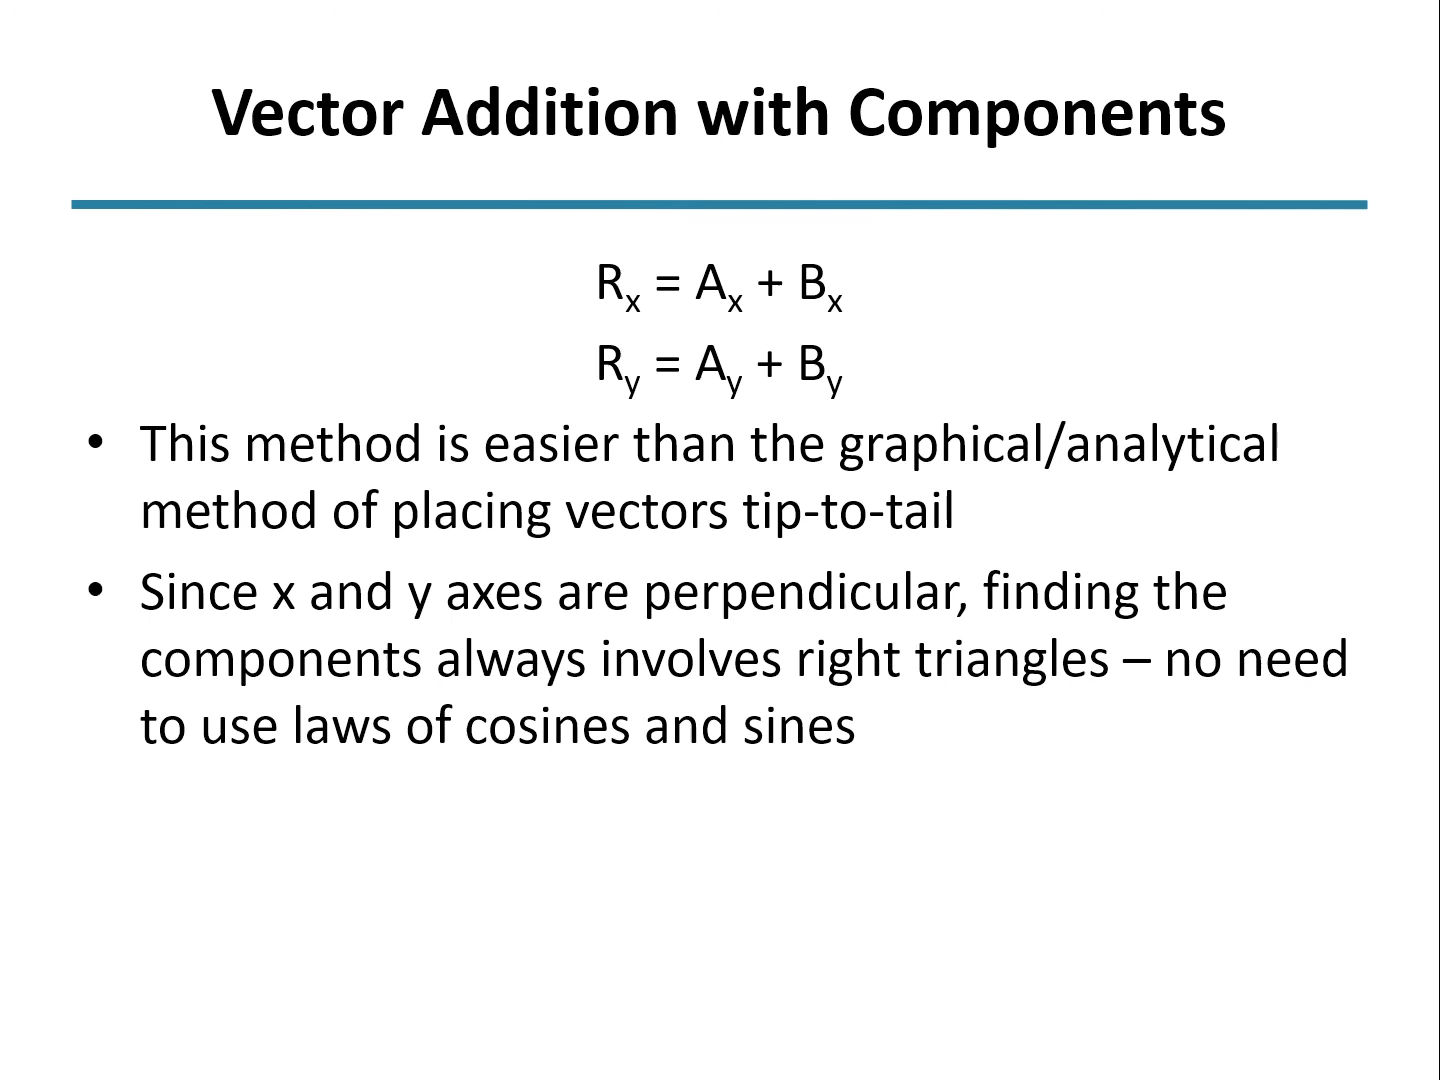 Vector Addition with Components
Rx = Ax + Bx
Ry = Ay + By
• This method is easier than the graphical/analytical
method of placing vectors tip-to-tail
• Since x and y axes are perpendicular, finding the
components always involves right triangles – no need
to use laws of cosines and sines